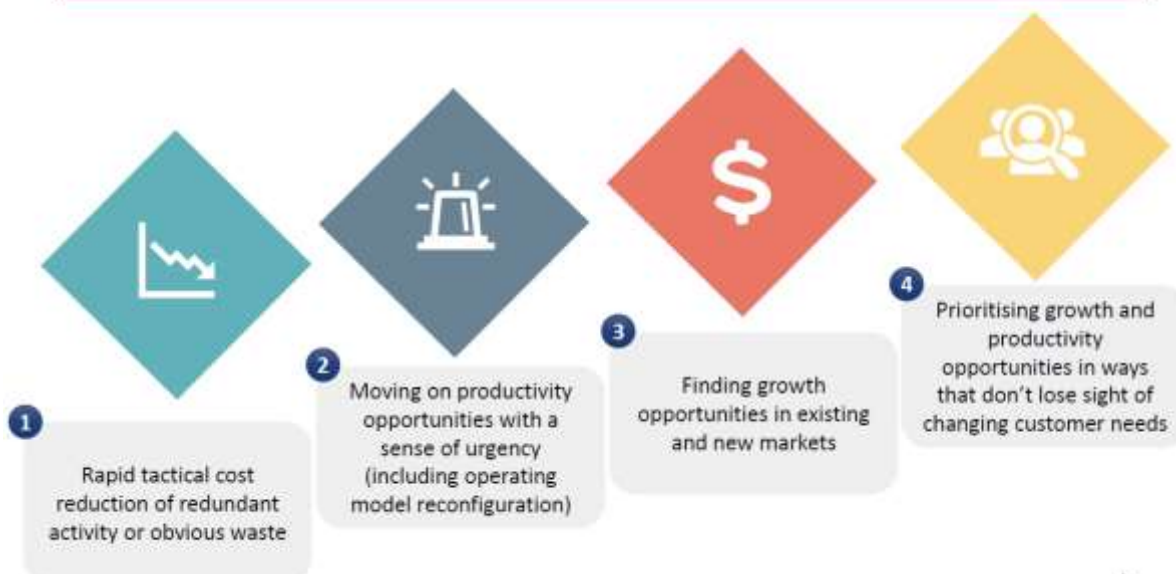 1
Rapid tactical cost
reduction of redundant
activity or obvious waste
2
Moving on productivity
opportunities with a
sense of urgency
(including operating
model reconfiguration)
3
Finding growth
opportunities in existing
and new markets
4
Prioritising growth and
productivity
opportunities in ways
that don’t lose sight of
changing customer needs
$